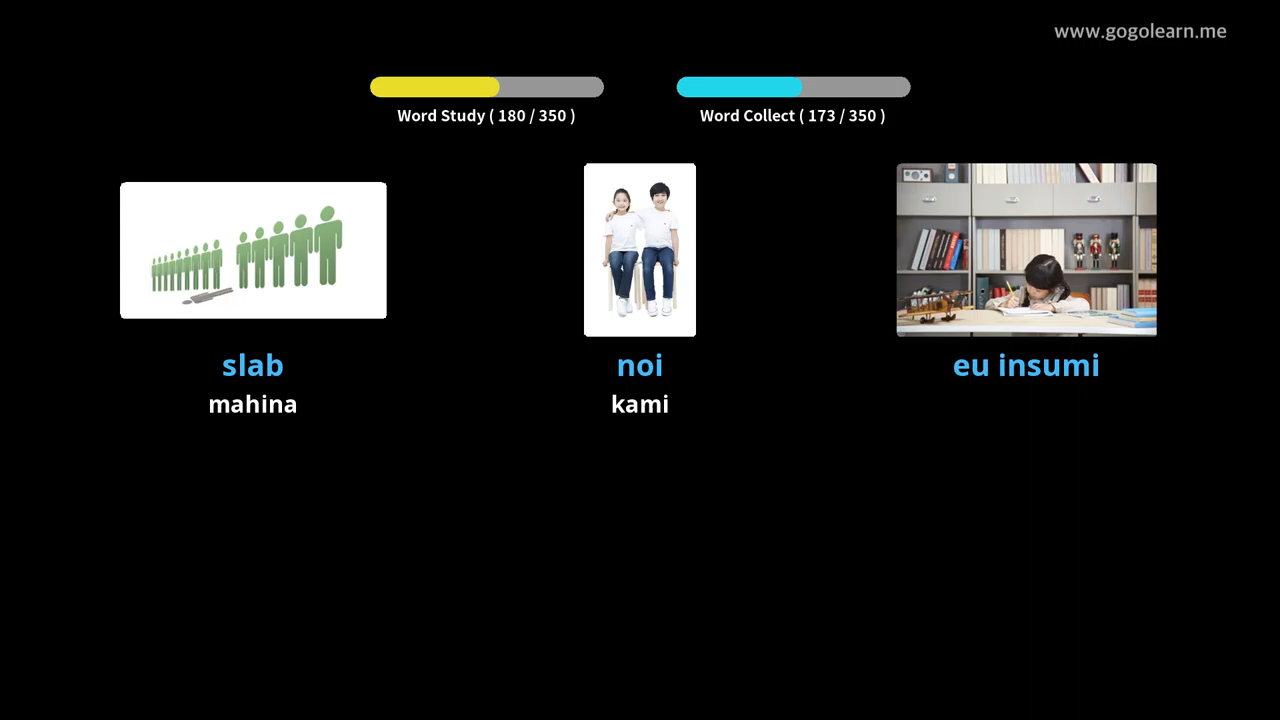 www.gogolearn.me
Word Study ( 180 / 350 )
Word Collect ( 173 / 350 )
slab
mahina
noi
kami
eu insumi